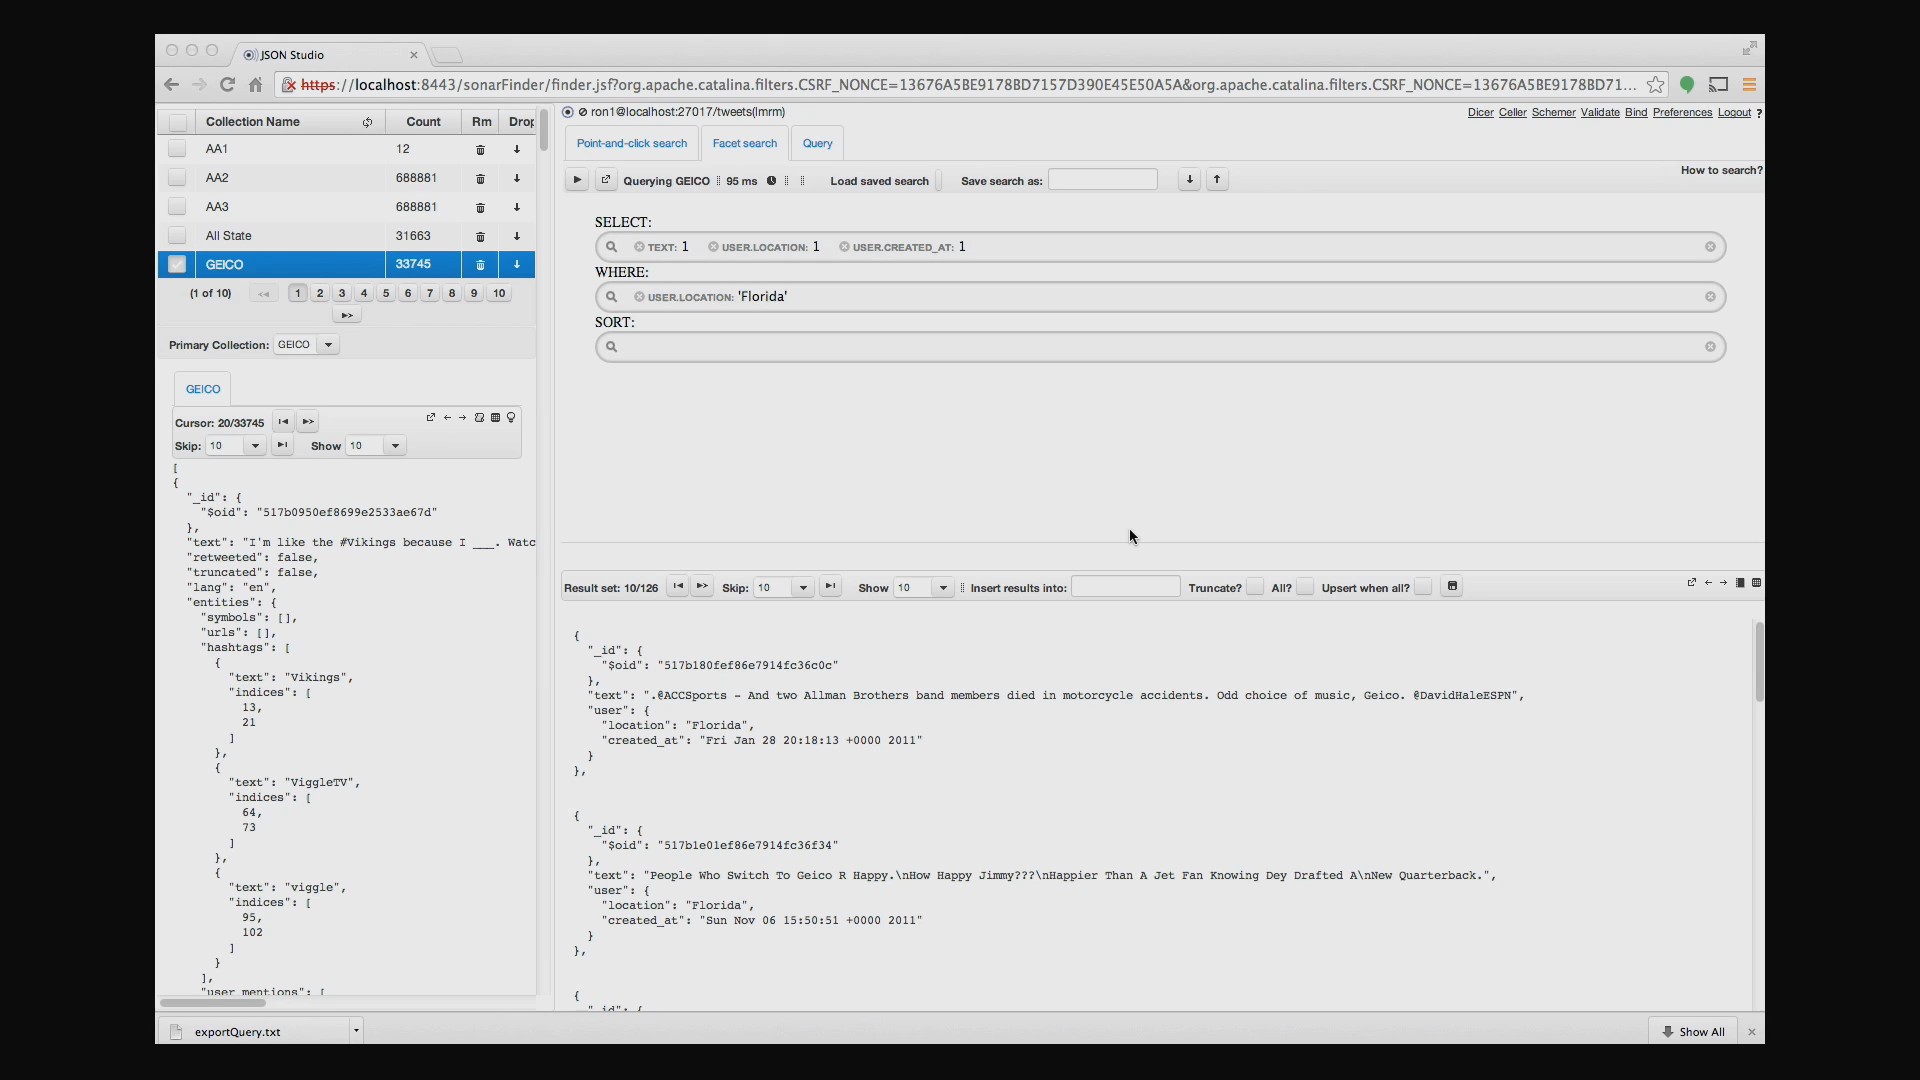 JSON Studio
https://localhost:8443/sonarFinder/finder.jsf?org.apache.catalina.filters.CSRF_NONCE=13676A5BE9178BD7157D390E45E50A5A&org.apache.catalina.filters.CSRF_NONCE=13676A5BE9178BD71...
Collection Name Count Rm Drop
AA1 12
AA2 688881
AA3 688881
All State 31663
GEICO 33745
(1 of 10) 1 2 3 4 5 6 7 8 9 10
Primary Collection: GEICO
GEICO
Cursor: 20/33745
Skip: 10 Show 10
[
{
"_id": {
"$oid": "517b0950ef8699e2533ae67d"
},
"text": "I'm like the #Vikings because I ___. Watc
"retweeted": false,
"truncated": false,
"lang": "en",
"entities": {
"symbols": [],
"urls": [],
"hashtags": [
{
"text": "Vikings",
"indices": [
13,
21
]
},
{
"text": "ViggleTV",
"indices": [
64,
73
]
},
{
"text": "viggle",
"indices": [
95,
102
]
}
],
"user_mentions": [
ron1@localhost:27017/tweets(lmrm)
Dicer Celler Schemer Validate Bind Preferences Logout ?
Point-and-click search Facet search Query
How to search?
Querying GEICO 95 ms Load saved search Save search as:
SELECT:
TEXT: 1 USER.LOCATION: 1 USER.CREATED_AT: 1
WHERE:
USER.LOCATION: 'Florida'
SORT:
Result set: 10/126 Skip: 10 Show 10 Insert results into: Truncate? All? Upsert when all?
{
"_id": {
"$oid": "517b180fef86e7914fc36c0c"
},
"text": ".@ACCSports - And two Allman Brothers band members died in motorcycle accidents. Odd choice of music, Geico. @DavidHaleESPN",
"user": {
"location": "Florida",
"created_at": "Fri Jan 28 20:18:13 +0000 2011"
}
},
{
"_id": {
"$oid": "517b1e01ef86e7914fc36f34"
},
"text": "People Who Switch To Geico R Happy.\nHow Happy Jimmy???\nHappier Than A Jet Fan Knowing Dey Drafted A\nNew Quarterback.",
"user": {
"location": "Florida",
"created_at": "Sun Nov 06 15:50:51 +0000 2011"
}
},
{
"_id": {
exportQuery.txt
Show All